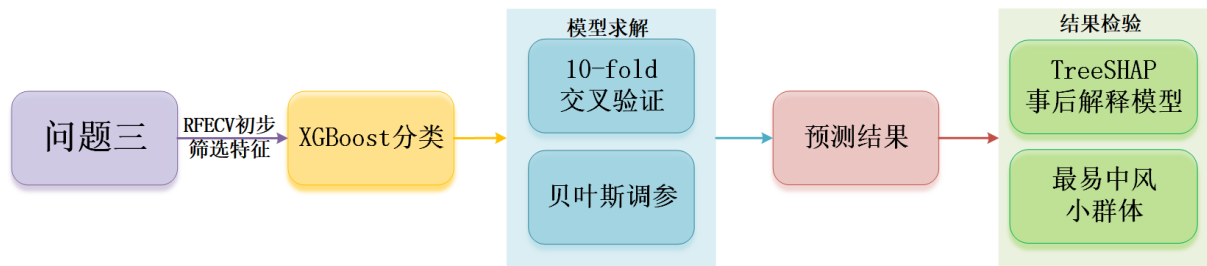 问题三
RFECV初步
筛选特征
XGBoost分类
模型求解
10-fold
交叉验证
贝叶斯调参
预测结果
结果检验
TreeSHAP
事后解释模型
最易中风
小群体